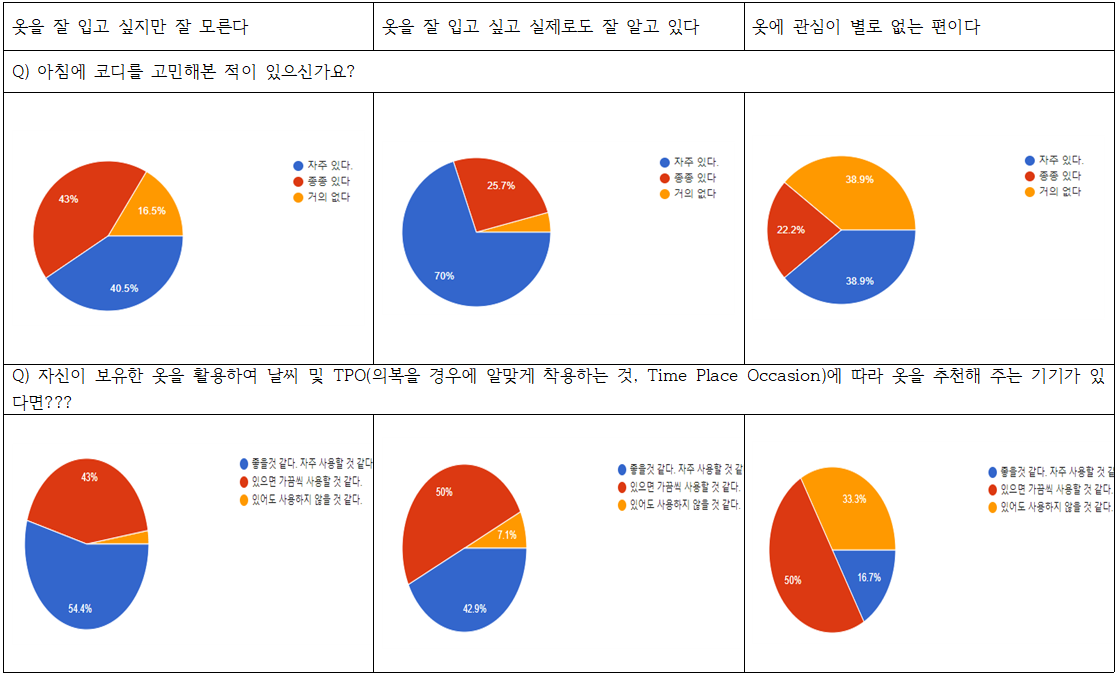 옷을 잘 입고 싶지만 잘 모른다
옷을 잘 입고 싶고 실제로도 잘 알고 있다
옷에 관심이 별로 없는 편이다
Q) 아침에 코디를 고민해본 적이 있으신가요?
자주 있다.
종종 있다
거의 없다
43%
16.5%
40.5%
자주 있다.
종종 있다
거의 없다
25.7%
70%
자주 있다.
종종 있다
거의 없다
38.9%
22.2%
38.9%
Q) 자신이 보유한 옷을 활용하여 날씨 및 TPO(의복을 경우에 알맞게 착용하는 것, Time Place Occasion)에 따라 옷을 추천해 주는 기기가 있
다면???
좋을것 같다. 자주 사용할 것 같다
있으면 가끔씩 사용할 것 같다.
있어도 사용하지 않을 것 같다.
43%
54.4%
좋을것 같다. 자주 사용할 것 같
있으면 가끔씩 사용할 것 같다.
있어도 사용하지 않을 것 같다.
50%
7.1%
42.9%
좋을것 같다. 자주 사용할 것 같
있으면 가끔씩 사용할 것 같다.
있어도 사용하지 않을 것 같다.
33.3%
50%
16.7%